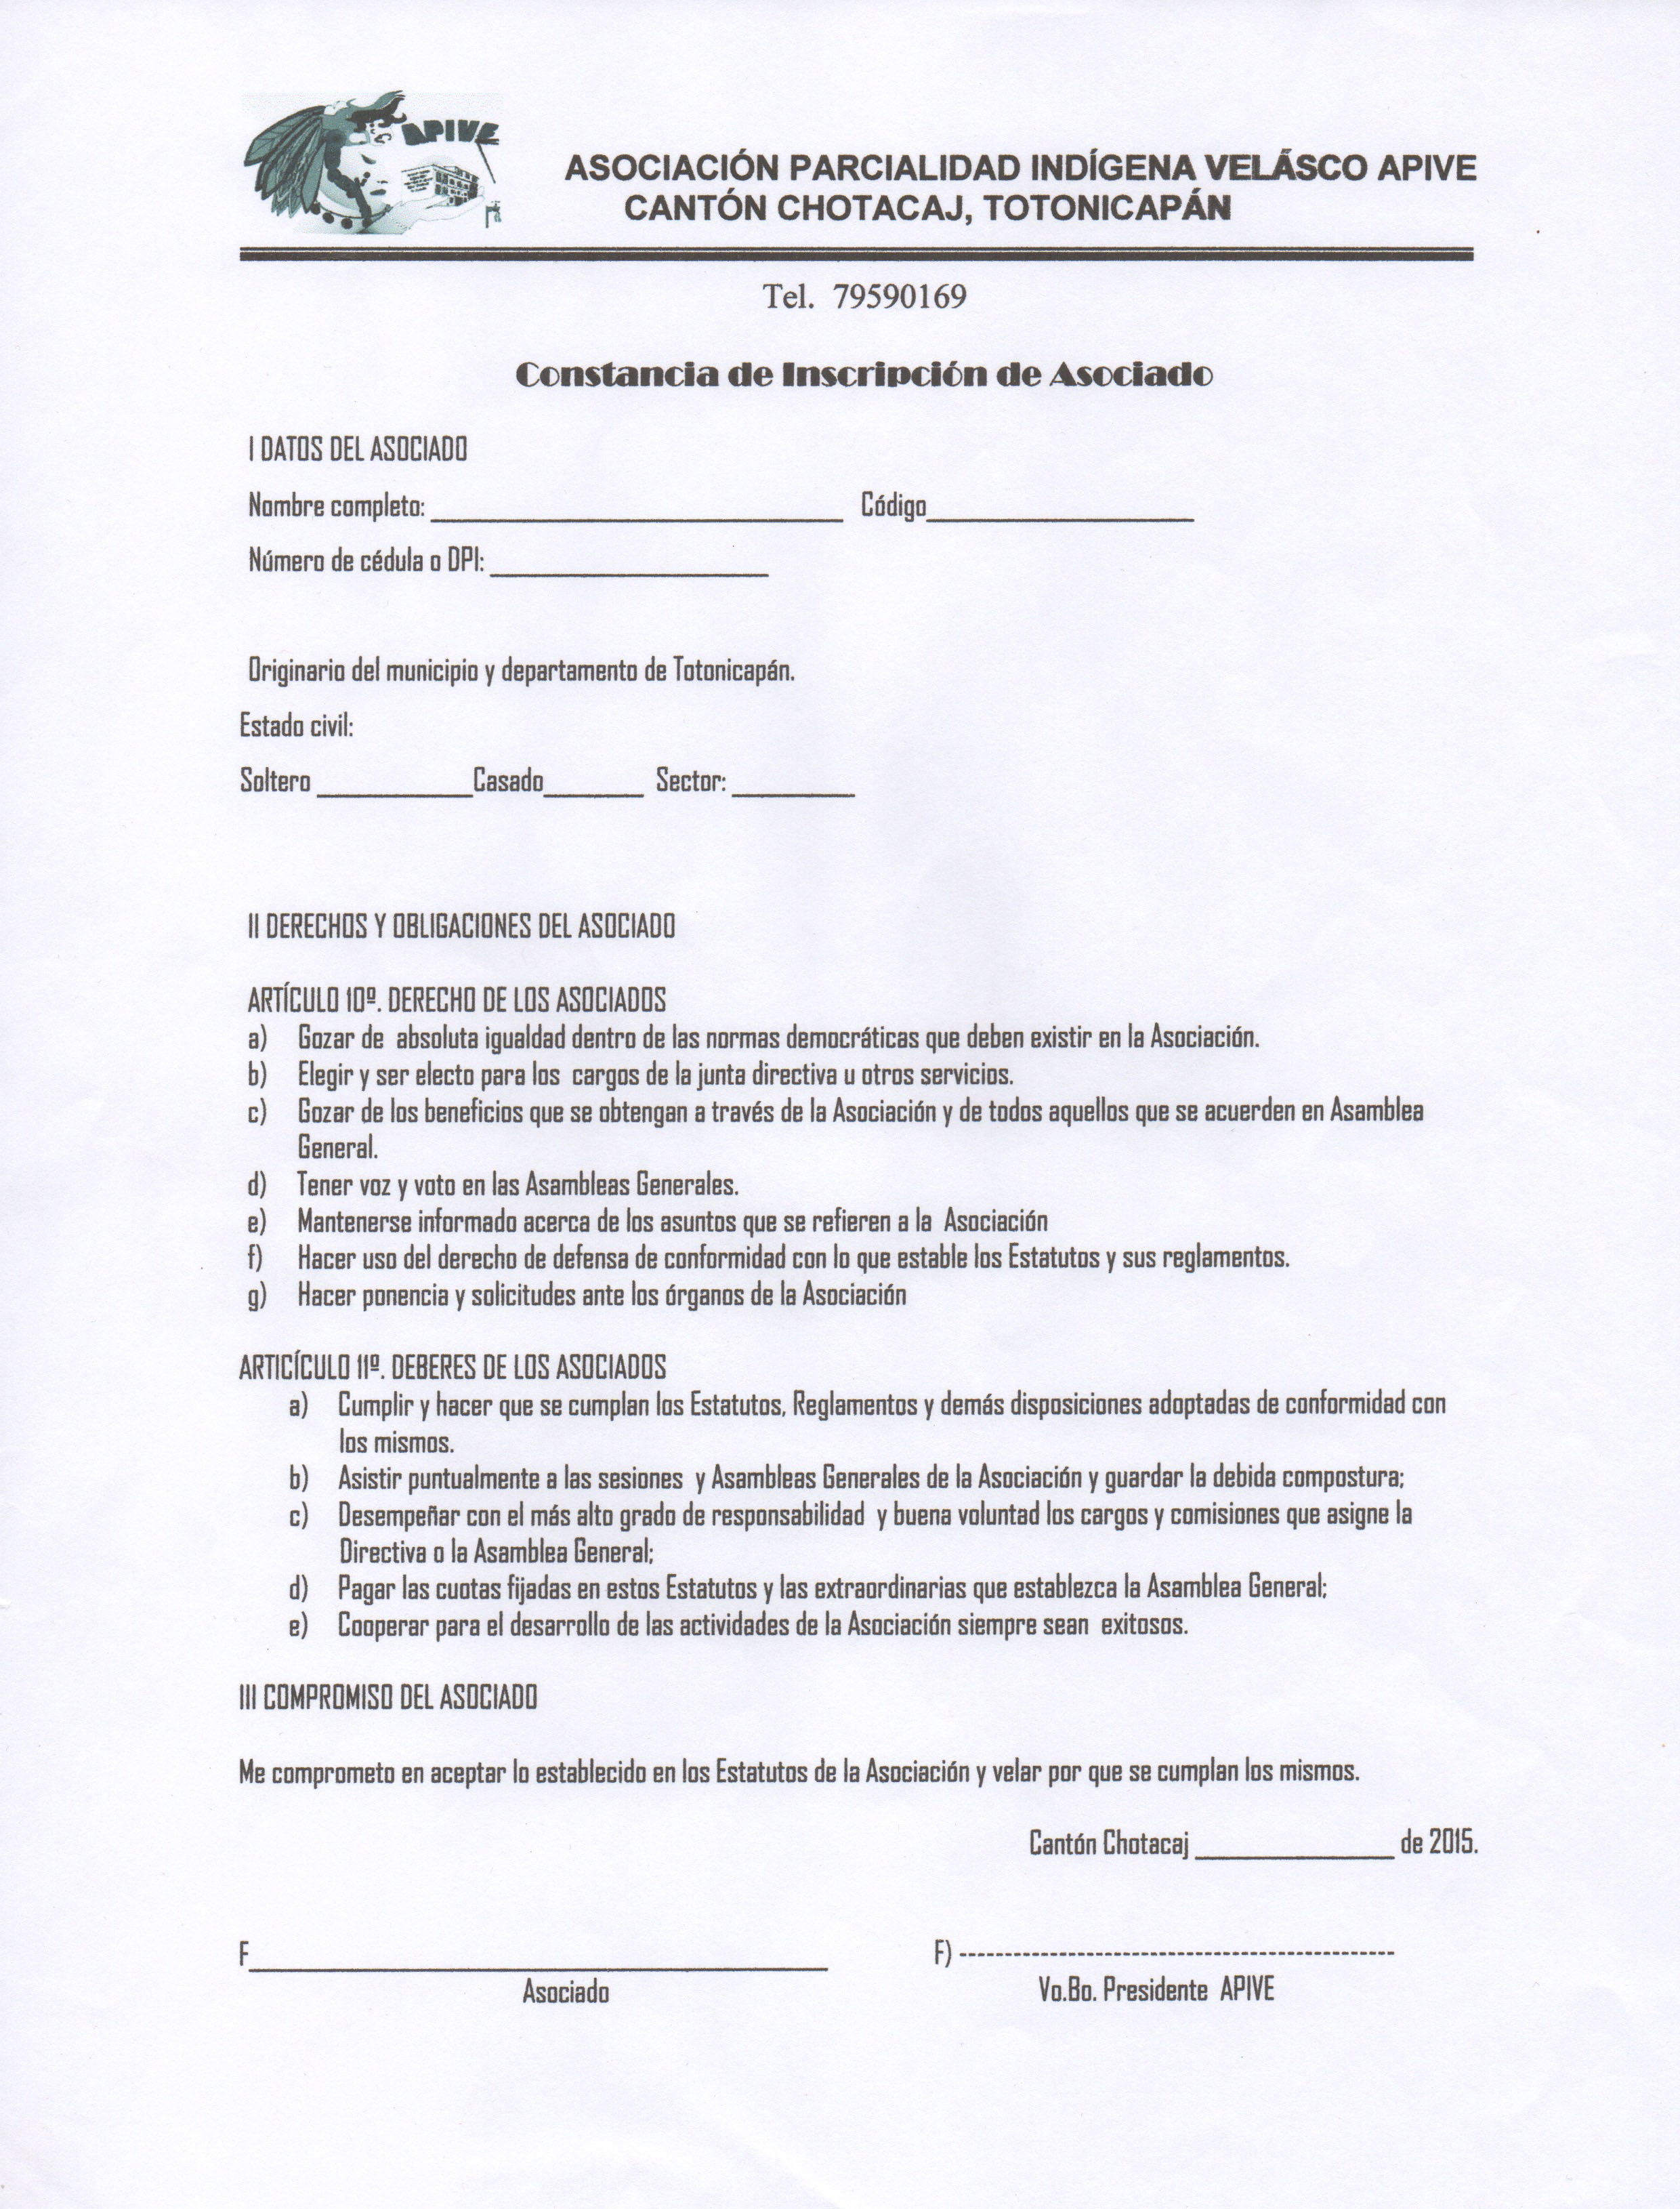 APIVE
ASOCIACIÓN PARCIALIDAD INDÍGENA VELÁSCO APIVE
CANTÓN CHOTACAJ, TOTONICAPÁN
Tel. 79590169
Constancia de Inscripción de Asociado
I DATOS DEL ASOCIADO
Nombre completo: ____________________ Código____________________
Número de cédula o DPI: ____________________
Originario del municipio y departamento de Totonicapán.
Estado civil:
Soltero __________Casado_______ Sector: ________
II DERECHOS Y OBLIGACIONES DEL ASOCIADO
ARTÍCULO 10º. DERECHO DE LOS ASOCIADOS
a) Gozar de absoluta igualdad dentro de las normas democráticas que deben existir en la Asociación.
b) Elegir y ser electo para los cargos de la junta directiva u otros servicios.
c) Gozar de los beneficios que se obtengan a través de la Asociación y de todos aquellos que se acuerden en Asamblea
General.
d) Tener voz y voto en las Asambleas Generales.
e) Mantenerse informado acerca de los asuntos que se refieren a la Asociación
f) Hacer uso del derecho de defensa de conformidad con lo que estable los Estatutos y sus reglamentos.
g) Hacer ponencia y solicitudes ante los órganos de la Asociación
ARTICÍCULO 11º. DEBERES DE LOS ASOCIADOS
a) Cumplir y hacer que se cumplan los Estatutos, Reglamentos y demás disposiciones adoptadas de conformidad con
los mismos.
b) Asistir puntualmente a las sesiones y Asambleas Generales de la Asociación y guardar la debida compostura;
c) Desempeñar con el más alto grado de responsabilidad y buena voluntad los cargos y comisiones que asigne la
Directiva o la Asamblea General;
d) Pagar las cuotas fijadas en estos Estatutos y las extraordinarias que establezca la Asamblea General;
e) Cooperar para el desarrollo de las actividades de la Asociación siempre sean exitosos.
III COMPROMISO DEL ASOCIADO
Me comprometo en aceptar lo establecido en los Estatutos de la Asociación y velar por que se cumplan los mismos.
Cantón Chotacaj ______________ de 2015.
F____________________ F) --------------------
Asociado Vo.Bo. Presidente APIVE